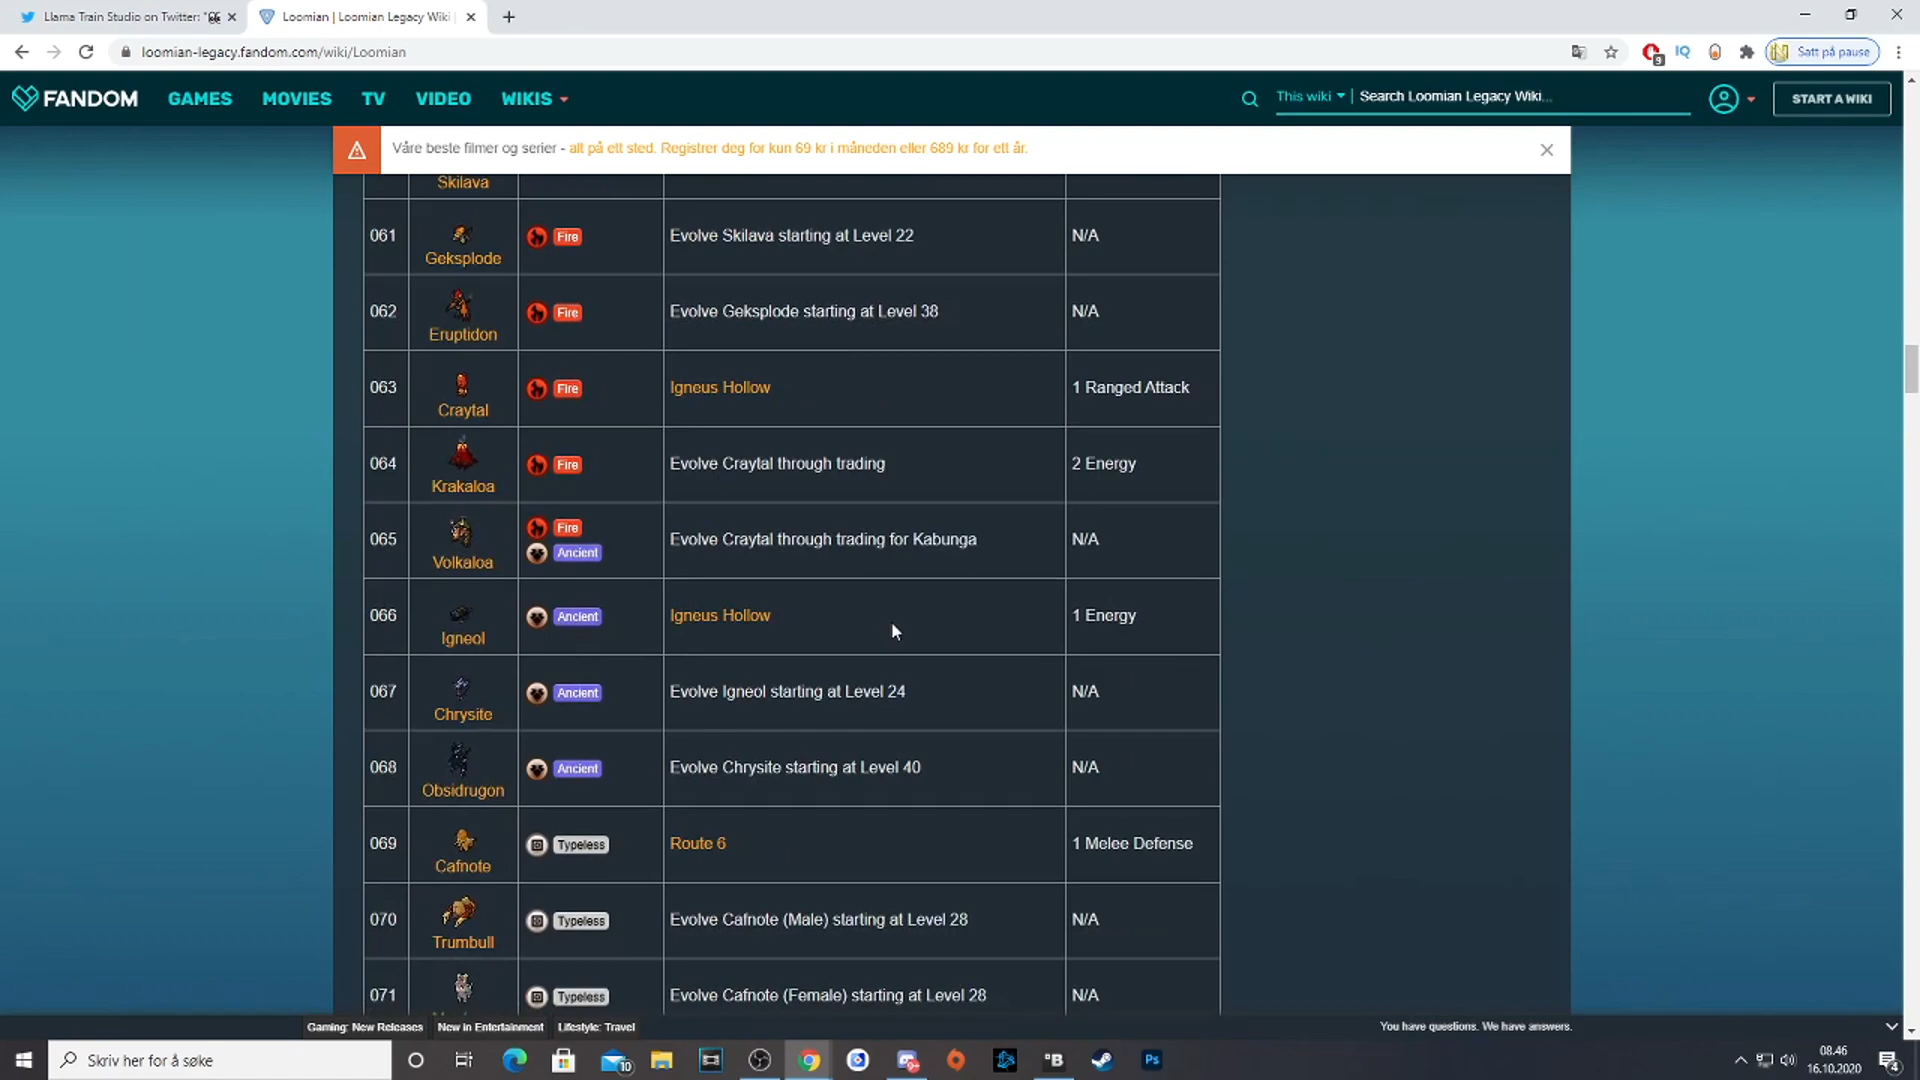 Llama Train Studio on Twitter: "
Loomian | Loomian Legacy Wiki |
loomian-legacy.fandom.com/wiki/Loomian
9
IQ
Satt på pause
FANDOM
GAMES
MOVIES
TV
VIDEO
WIKIS
This wiki
Search Loomian Legacy Wiki...
START A WIKI
Våre beste filmer og serier - alt på ett sted. Registrer deg for kun 69 kr i måneden eller 689 kr for ett år.
Skilava
061
Geksplode
Fire
Evolve Skilava starting at Level 22
N/A
062
Eruptidon
Fire
Evolve Geksplode starting at Level 38
N/A
063
Craytal
Fire
Igneus Hollow
1 Ranged Attack
064
Krakaloa
Fire
Evolve Craytal through trading
2 Energy
065
Volkaloa
Fire
Ancient
Evolve Craytal through trading for Kabunga
N/A
066
Igneol
Ancient
Igneus Hollow
1 Energy
067
Chrysite
Ancient
Evolve Igneol starting at Level 24
N/A
068
Obsidrugon
Ancient
Evolve Chrysite starting at Level 40
N/A
069
Cafnote
Typeless
Route 6
1 Melee Defense
070
Trumbull
Typeless
Evolve Cafnote (Male) starting at Level 28
N/A
071
Typeless
Evolve Cafnote (Female) starting at Level 28
N/A
Gaming: New Releases
New in Entertainment
Lifestyle: Travel
You have questions. We have answers.
Skriv her for å søke
10
B
Ps
08.46
16.10.2020
4